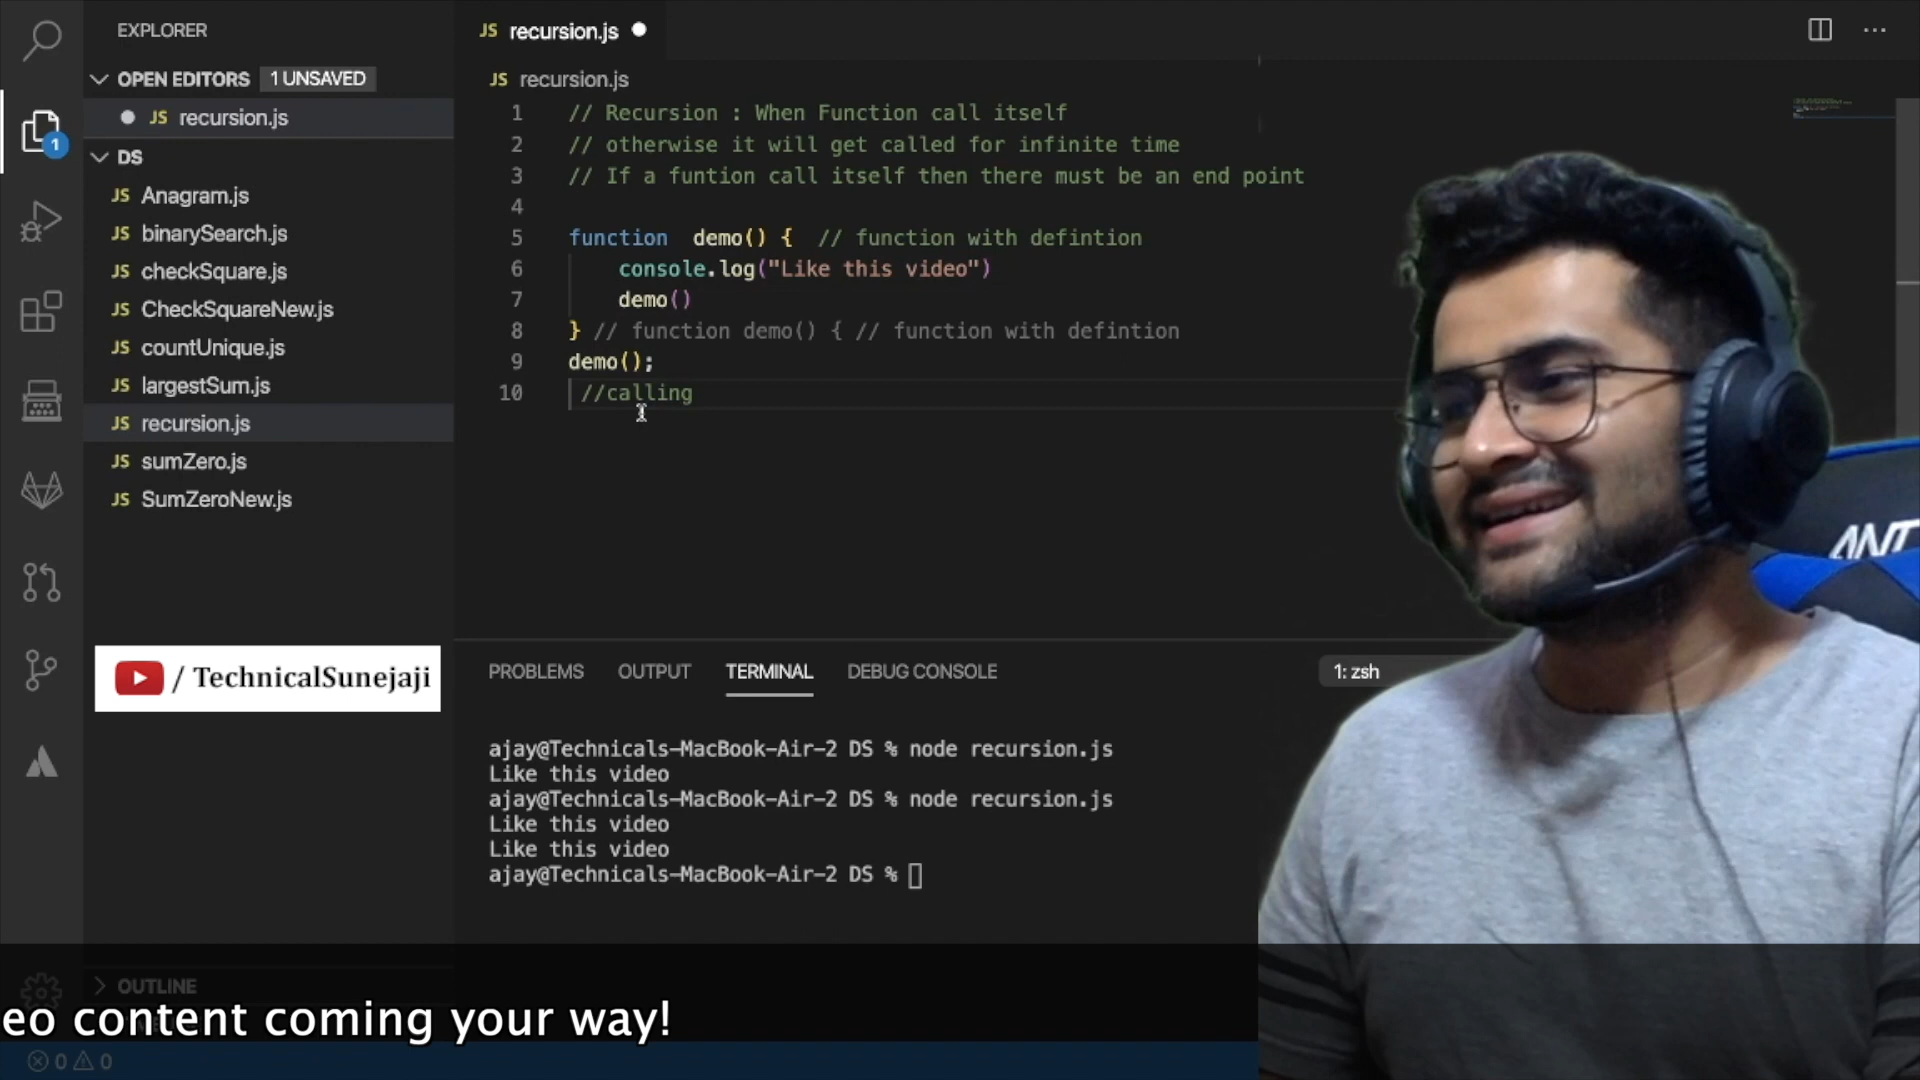 EXPLORER
OPEN EDITORS 1 UNSAVED
JS recursion.js
DS
JS Anagram.js
JS binarySearch.js
JS checkSquare.js
JS CheckSquareNew.js
JS countUnique.js
JS largestSum.js
JS recursion.js
JS sumZero.js
JS SumZeroNew.js
1
/ TechnicalSunejaji
OUTLINE
JS recursion.js
JS recursion.js
1 // Recursion : When Function call itself
2 // otherwise it will get called for infinite time
3 // If a funtion call itself then there must be an end point
4
5 function demo() { // function with defintion
6 console.log("Like this video")
7 demo()
8 } // function demo() { // function with defintion
9 demo();
10 //calling
PROBLEMS OUTPUT TERMINAL DEBUG CONSOLE 1: zsh
ajay@Technicals-MacBook-Air-2 DS % node recursion.js
Like this video
ajay@Technicals-MacBook-Air-2 DS % node recursion.js
Like this video
Like this video
ajay@Technicals-MacBook-Air-2 DS %
ANT
eo content coming your way!
0 0